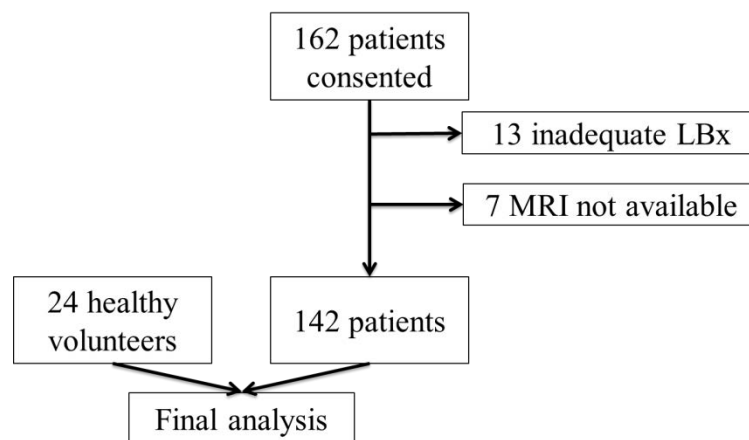 162 patients
consented
13 inadequate LBx
7 MRI not available
24 healthy
volunteers
142 patients
Final analysis